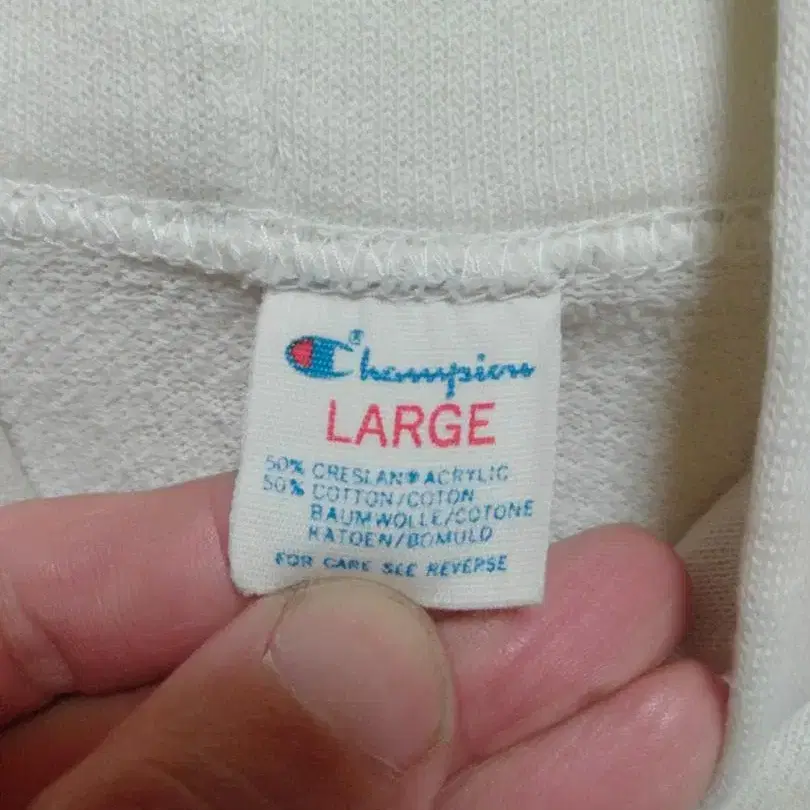 Champion®
LARGE
50% CRESLAN® ACRYLIC
50% COTTON/COTON
BAUMWOLLE/COTONE
KATOEN/BOMULD
FOR CARE SEE REVERSE